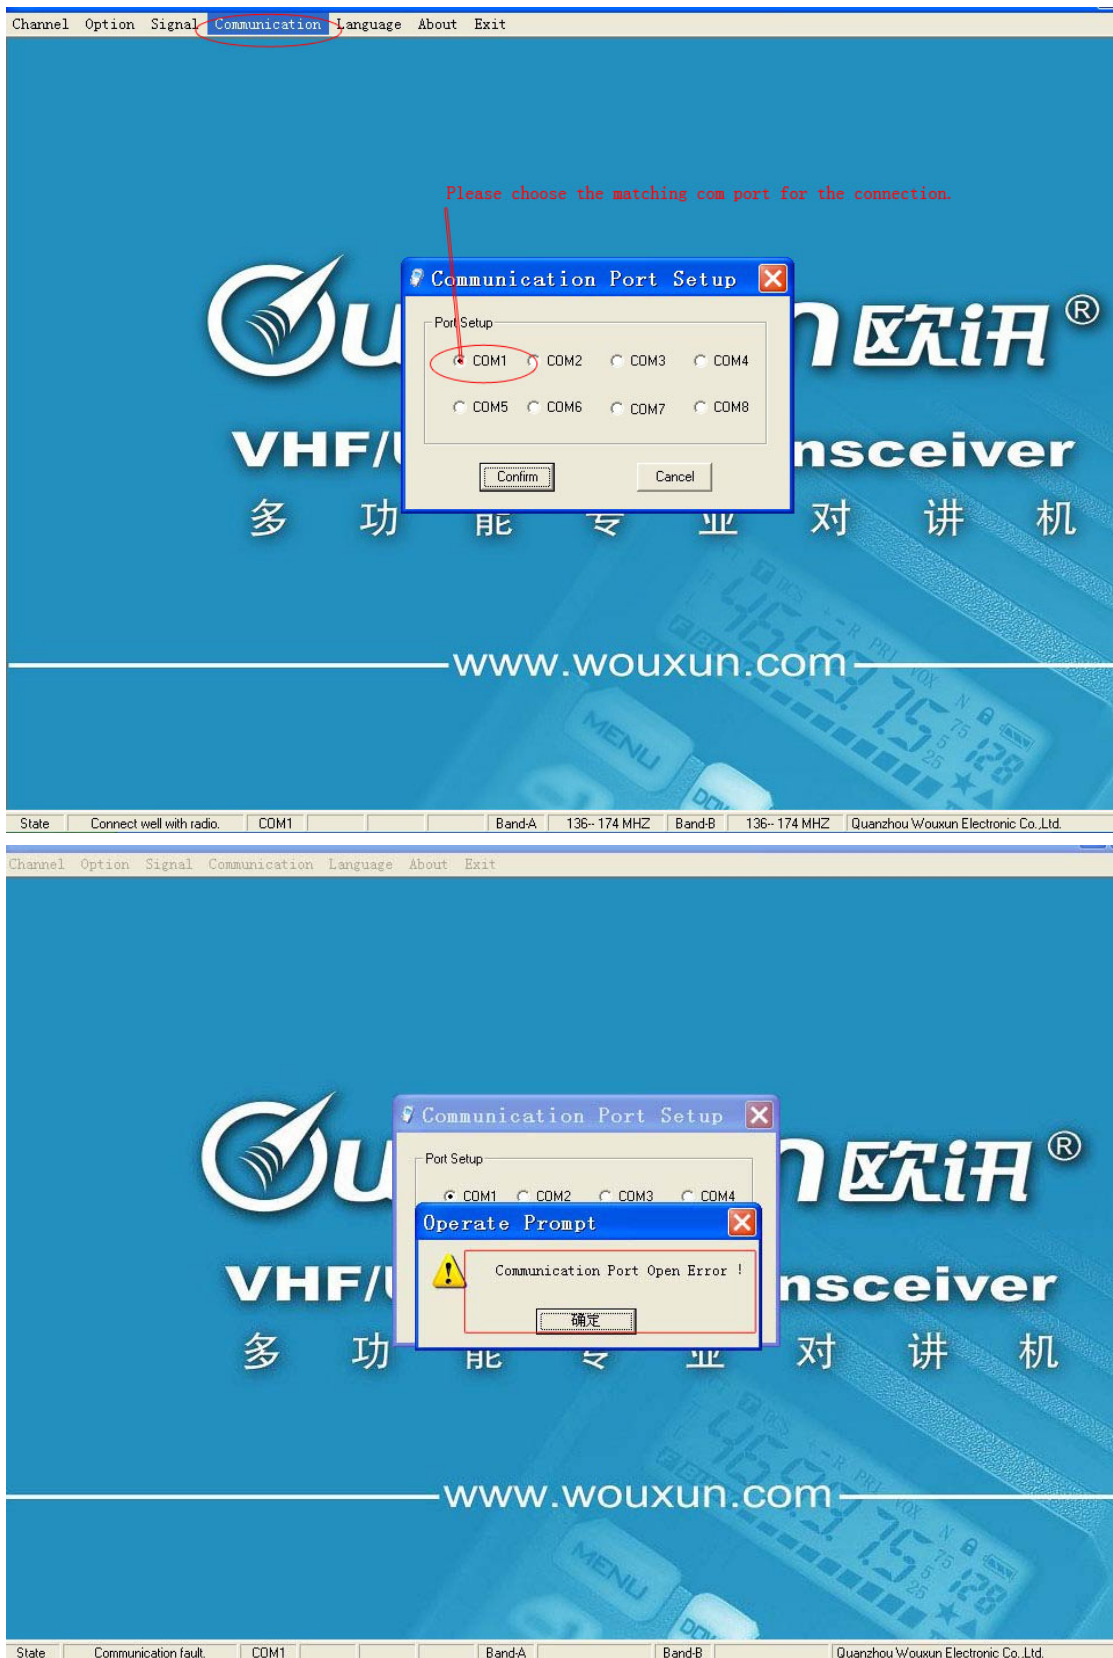 Channel Option Signal Communication Language About Exit
Please choose the matching com port for the connection.
Communication Port Setup
Port Setup
COM1 COM2 COM3 COM4
COM5 COM6 COM7 COM8
Confirm Cancel
欧讯®
VHF/U nsceiver
多功能专业对讲机
www.wouxun.com
MENU
State Connect well with radio. COM1 Band-A 136-- 174 MHZ Band-B 136-- 174 MHZ Quanzhou Wouxun Electronic Co.,Ltd.
Channel Option Signal Communication Language About Exit
Communication Port Setup
Port Setup
COM1 COM2 COM3 COM4
Operate Prompt
Communication Port Open Error !
确定
欧讯®
VHF/U nsceiver
多功能专业对讲机
www.wouxun.com
MENU
State Communication fault. COM1 Band-A Band-B Quanzhou Wouxun Electronic Co.,Ltd.